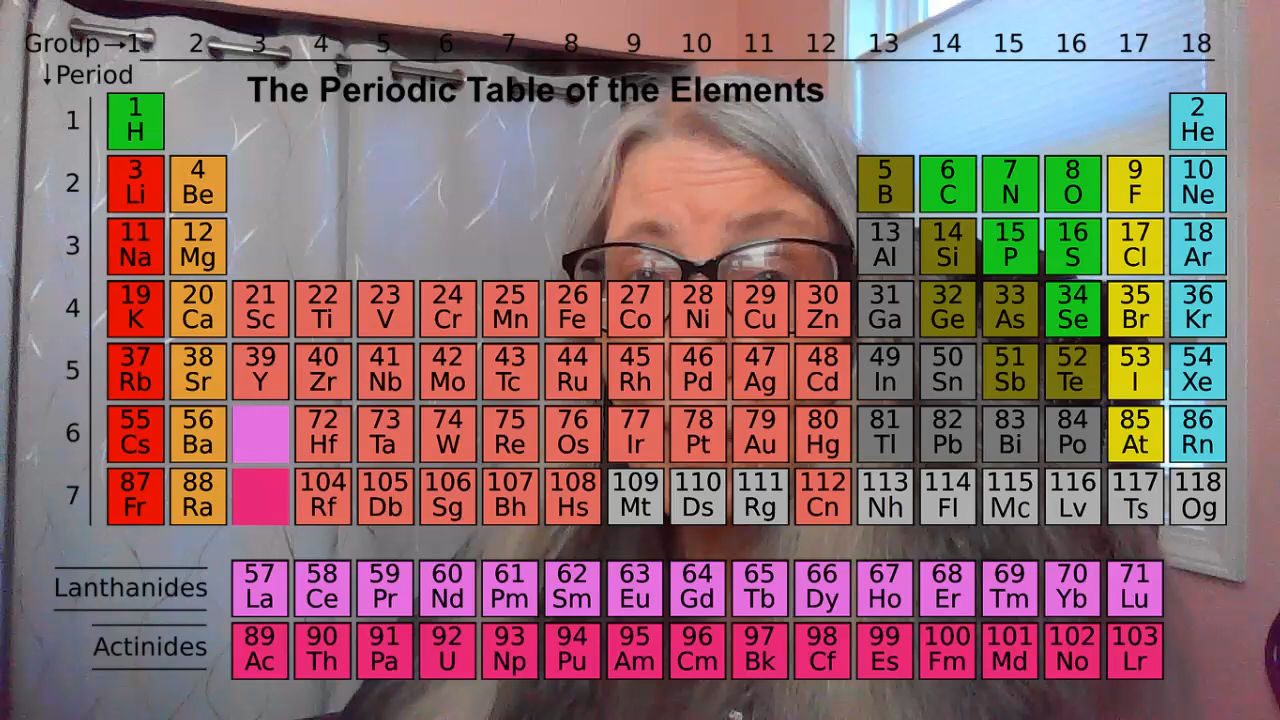 Group→1 2 3 4 5 6 7 8 9 10 11 12 13 14 15 16 17 18
↓Period
The Periodic Table of the Elements
1 1 2
H He
2 3 4 5 6 7 8 9 10
Li Be B C N O F Ne
3 11 12 13 14 15 16 17 18
Na Mg Al Si P S Cl Ar
4 19 20 21 22 23 24 25 26 27 28 29 30 31 32 33 34 35 36
K Ca Sc Ti V Cr Mn Fe Co Ni Cu Zn Ga Ge As Se Br Kr
5 37 38 39 40 41 42 43 44 45 46 47 48 49 50 51 52 53 54
Rb Sr Y Zr Nb Mo Tc Ru Rh Pd Ag Cd In Sn Sb Te I Xe
6 55 56 72 73 74 75 76 77 78 79 80 81 82 83 84 85 86
Cs Ba Hf Ta W Re Os Ir Pt Au Hg Tl Pb Bi Po At Rn
7 87 88 104 105 106 107 108 109 110 111 112 113 114 115 116 117 118
Fr Ra Rf Db Sg Bh Hs Mt Ds Rg Cn Nh Fl Mc Lv Ts Og
Lanthanides 57 58 59 60 61 62 63 64 65 66 67 68 69 70 71
La Ce Pr Nd Pm Sm Eu Gd Tb Dy Ho Er Tm Yb Lu
Actinides 89 90 91 92 93 94 95 96 97 98 99 100 101 102 103
Ac Th Pa U Np Pu Am Cm Bk Cf Es Fm Md No Lr